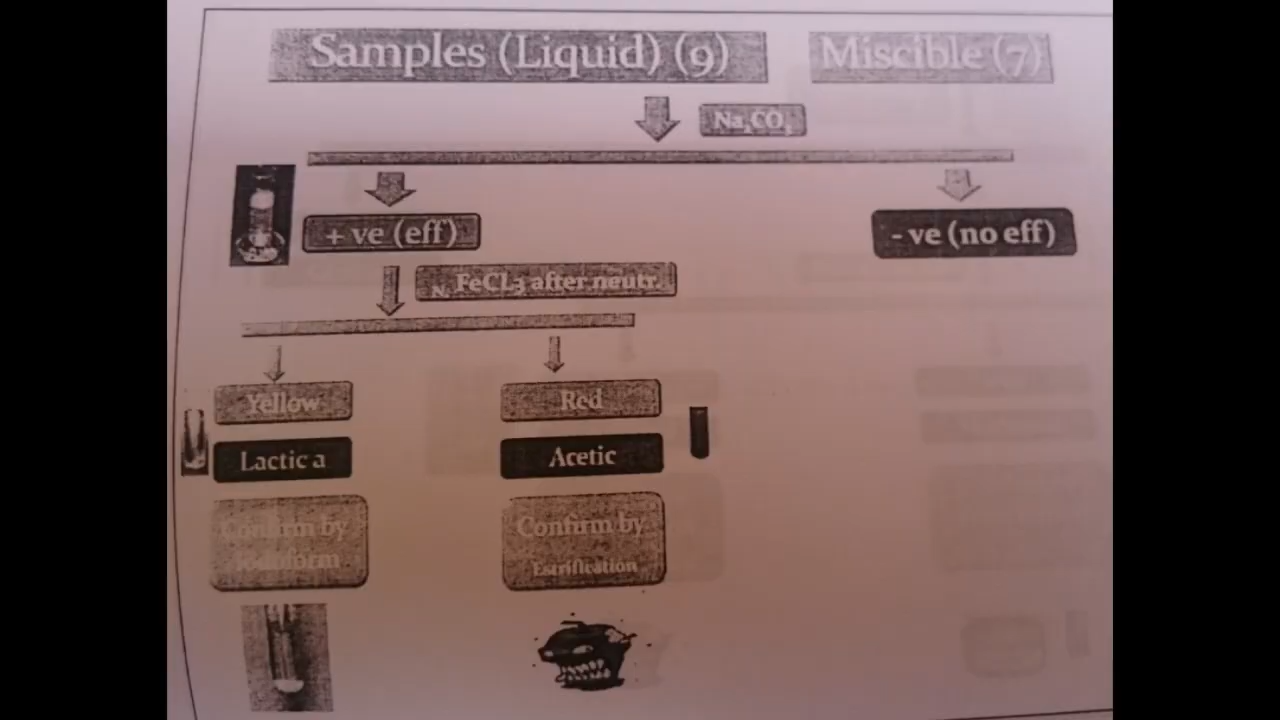 Samples (Liquid) (9)
Miscible (7)
Na₂CO₃
+ ve (eff)
- ve (no eff)
N. FeCL3 after neutr.
Yellow
Red
Lactic a
Acetic
Confirm by
Iodoform
Confirm by
Estrification